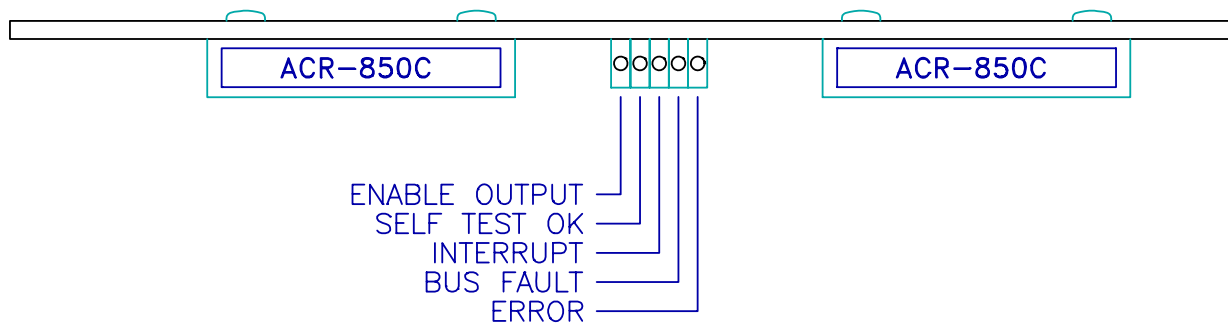 ACR-850C
ACR-850C
ENABLE OUTPUT
SELF TEST OK
INTERRUPT
BUS FAULT
ERROR